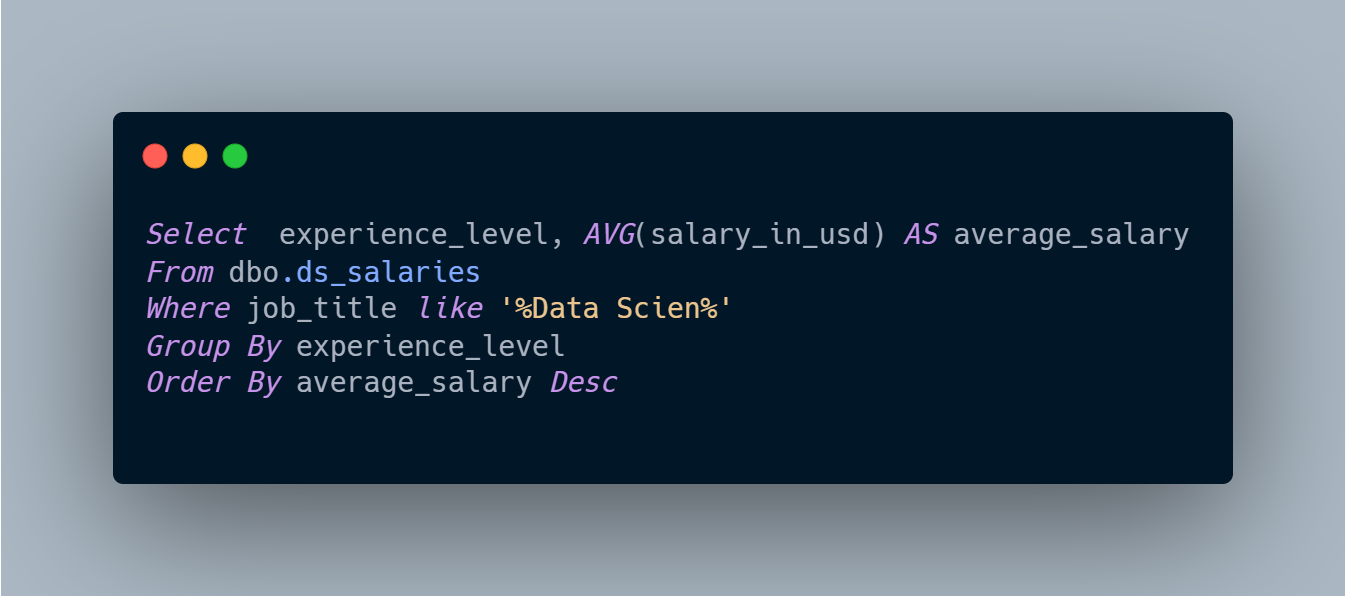 Select  experience_level, AVG(salary_in_usd) AS average_salary
From dbo.ds_salaries
Where job_title like '%Data Scien%'
Group By experience_level
Order By average_salary Desc